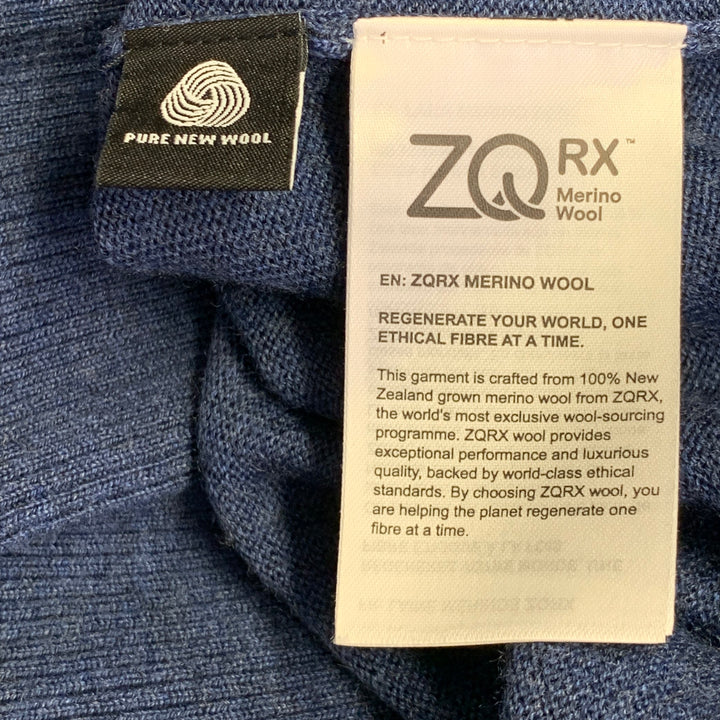 PURE NEW WOOL
ZQ RX™
Merino
Wool
EN: ZQRX MERINO WOOL
REGENERATE YOUR WORLD, ONE
ETHICAL FIBRE AT A TIME.
This garment is crafted from 100% New
Zealand grown merino wool from ZQRX,
the world's most exclusive wool-sourcing
programme. ZQRX wool provides
exceptional performance and luxurious
quality, backed by world-class ethical
standards. By choosing ZQRX wool, you
are helping the planet regenerate one
fibre at a time.